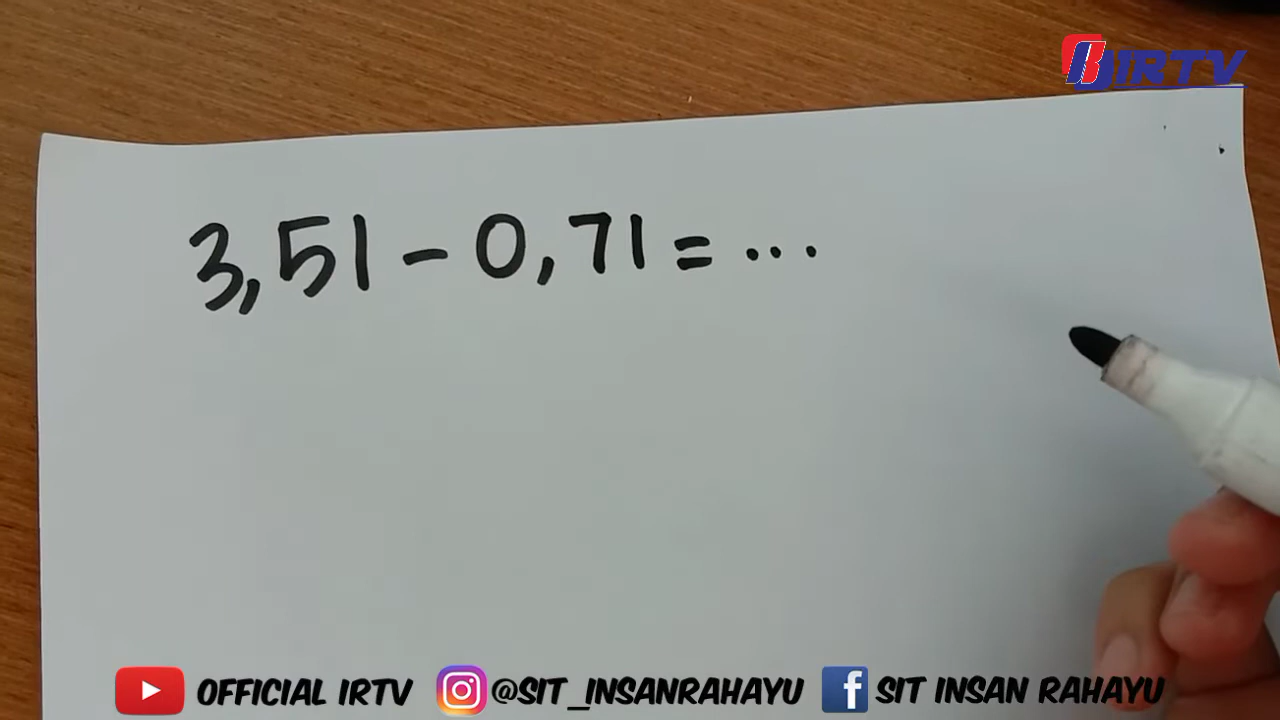 IRTV
3,51 - 0,71 = ...
OFFICIAL IRTV @SIT_INSANRAHAYU SIT INSAN RAHAYU